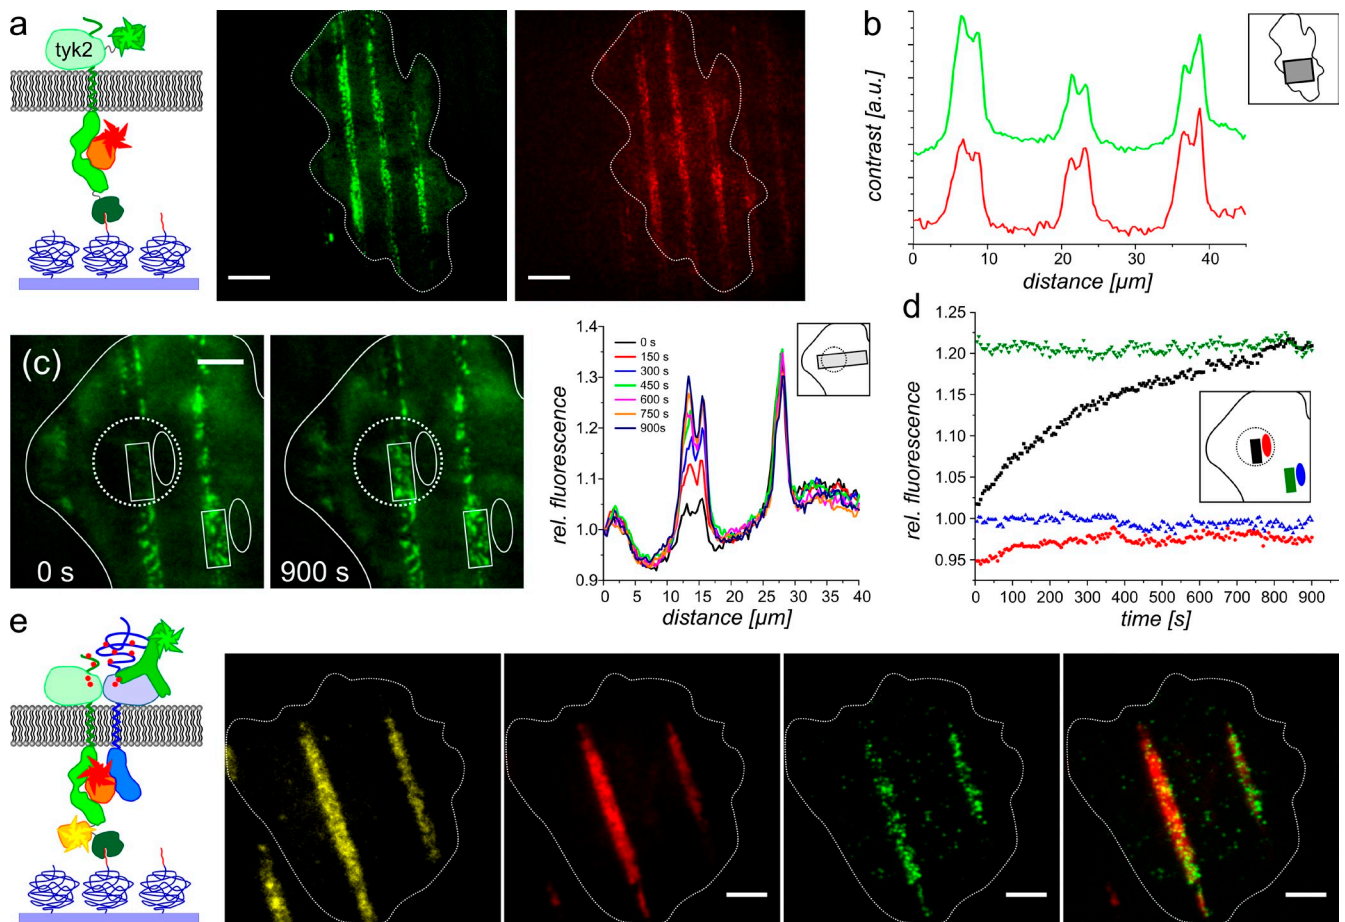 a
tyk2
b
contrast [a.u.]
0
10
20
30
40
distance [µm]
(c)
0 s
900 s
rel. fluorescence
1.4
1.3
1.2
1.1
1.0
0.9
0 s
150 s
300 s
450 s
600 s
750 s
900s
0 5 10 15 20 25 30 35 40
distance [µm]
d
rel. fluorescence
1.25
1.20
1.15
1.10
1.05
1.00
0.95
0 100 200 300 400 500 600 700 800 900
time [s]
e